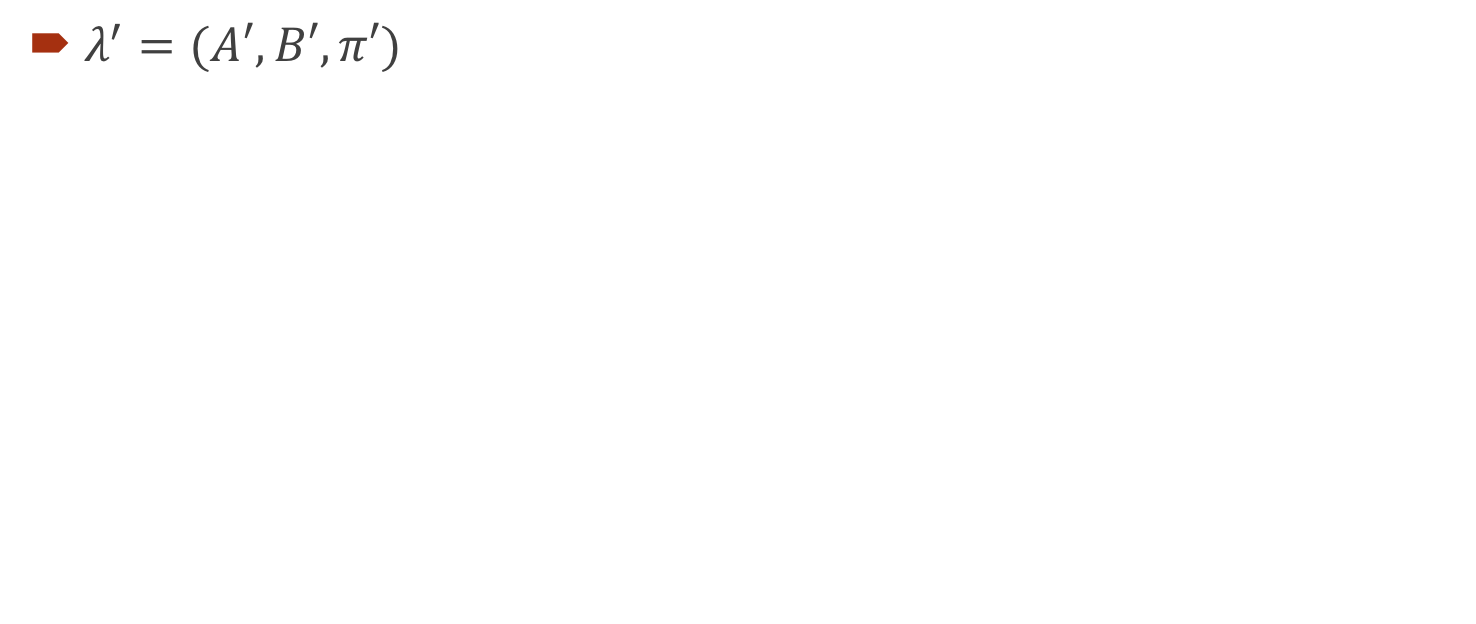 λ′ = (A′, B′, π′)